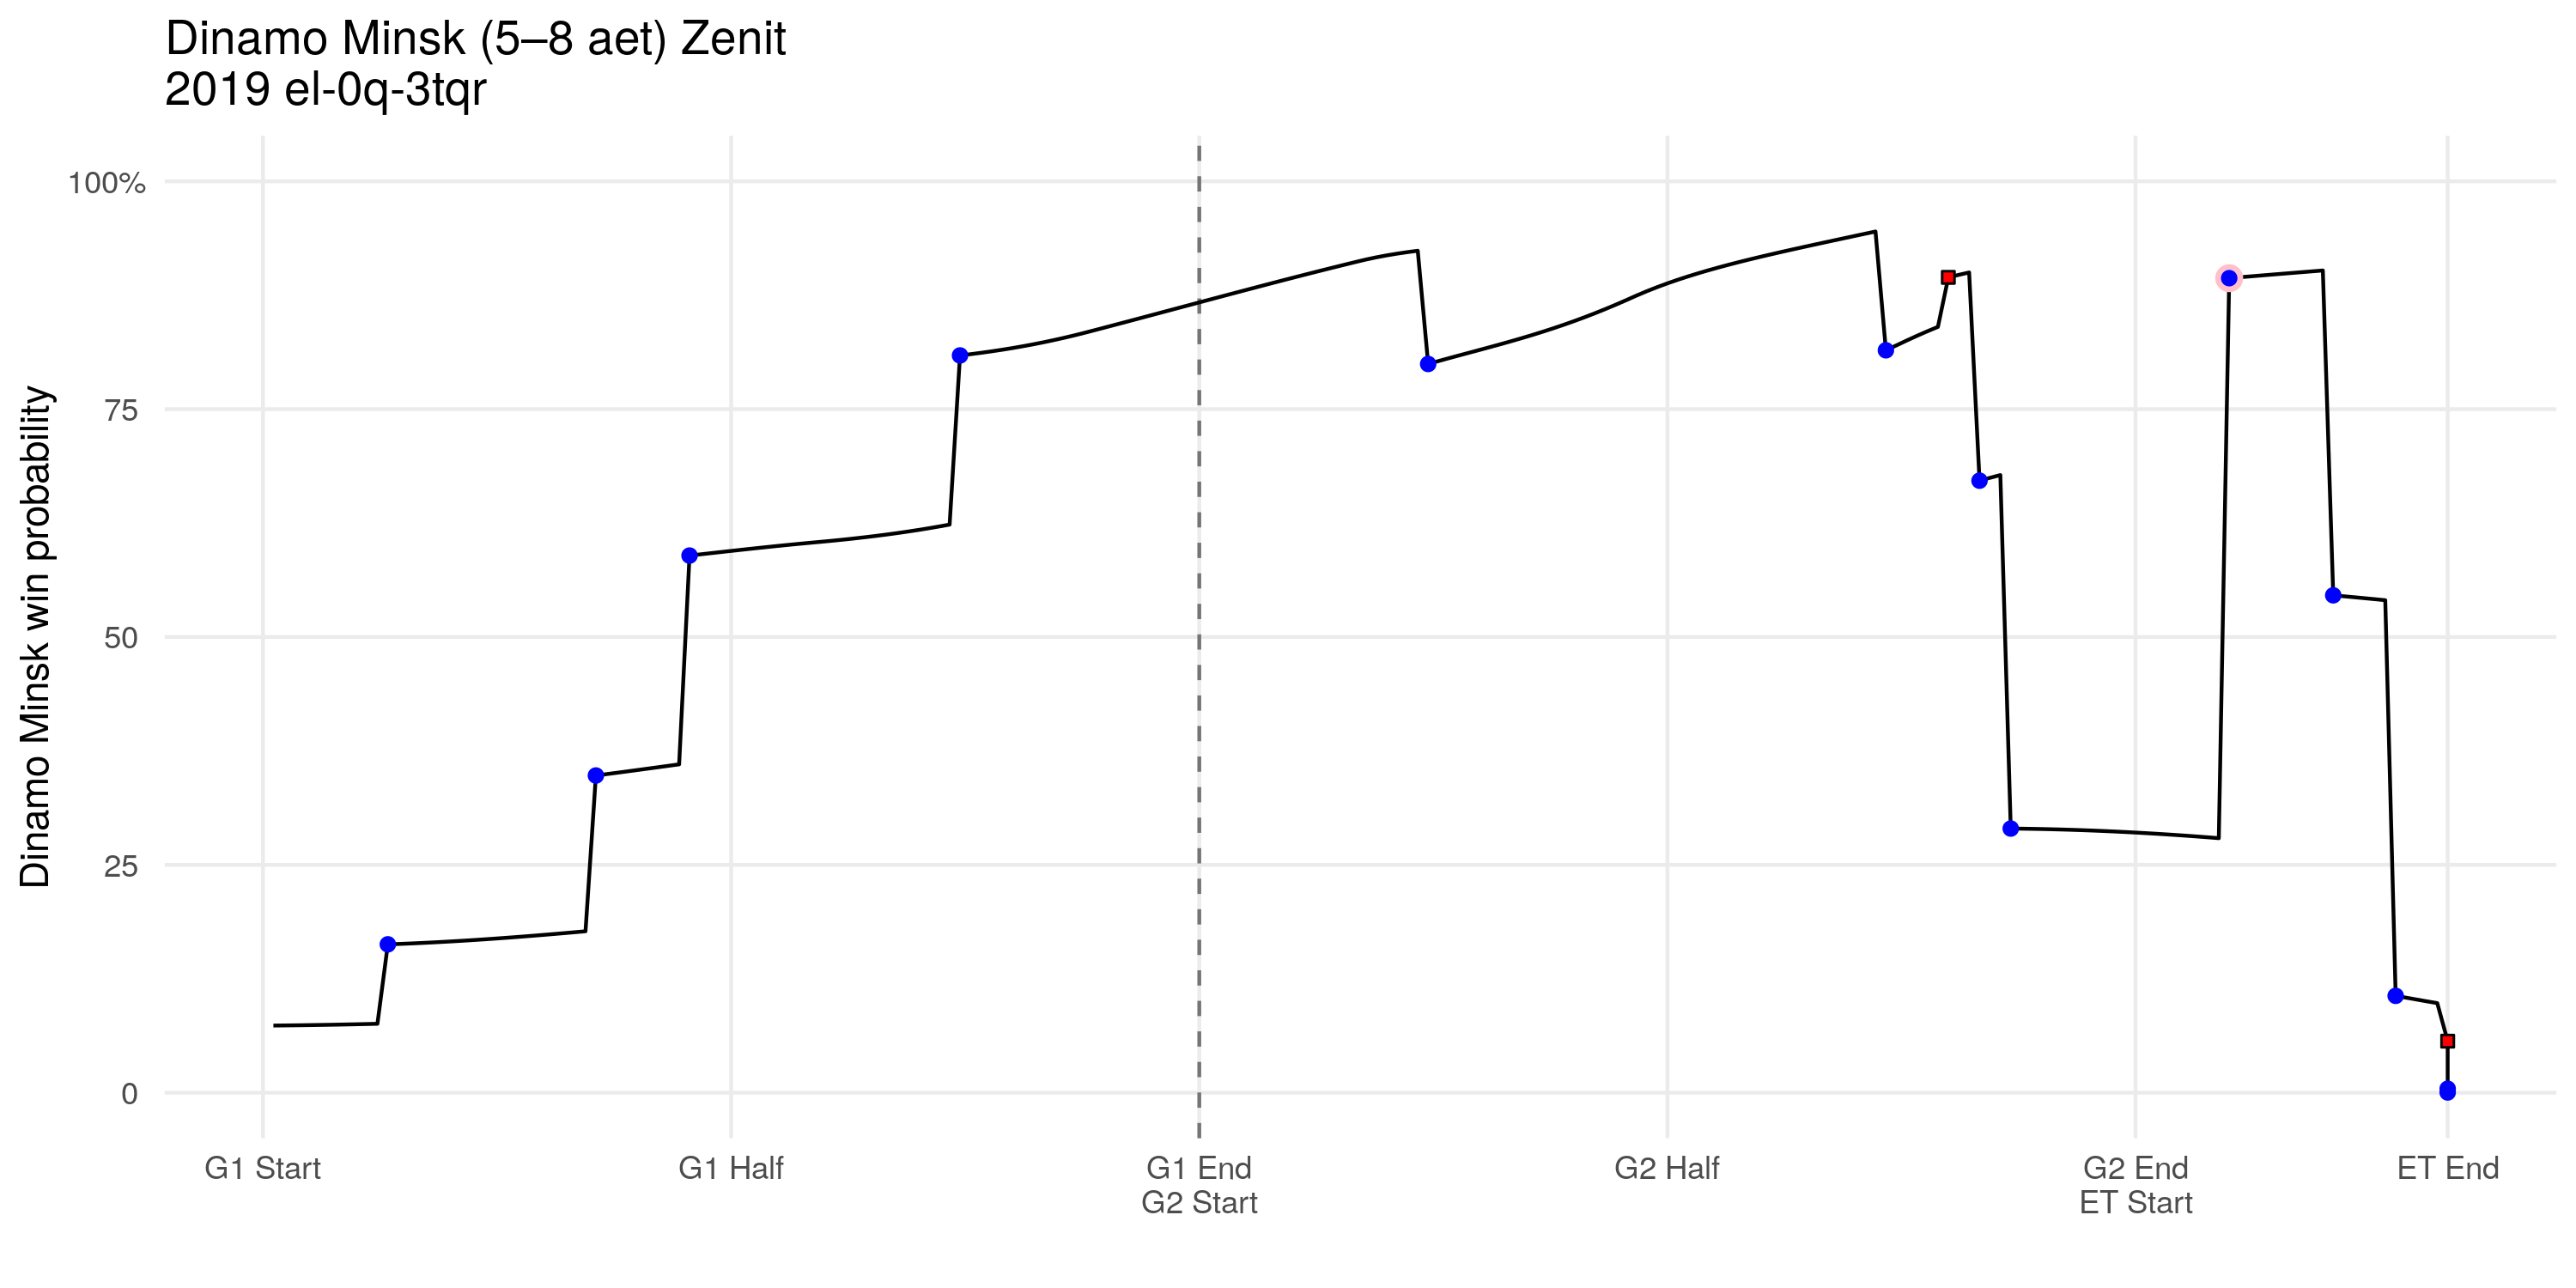 Dinamo Minsk (5–8 aet) Zenit
2019 el-0q-3tqr
Dinamo Minsk win probability
100%
75
50
25
0
G1 Start
G1 Half
G1 End
G2 Start
G2 Half
G2 End
ET Start
ET End